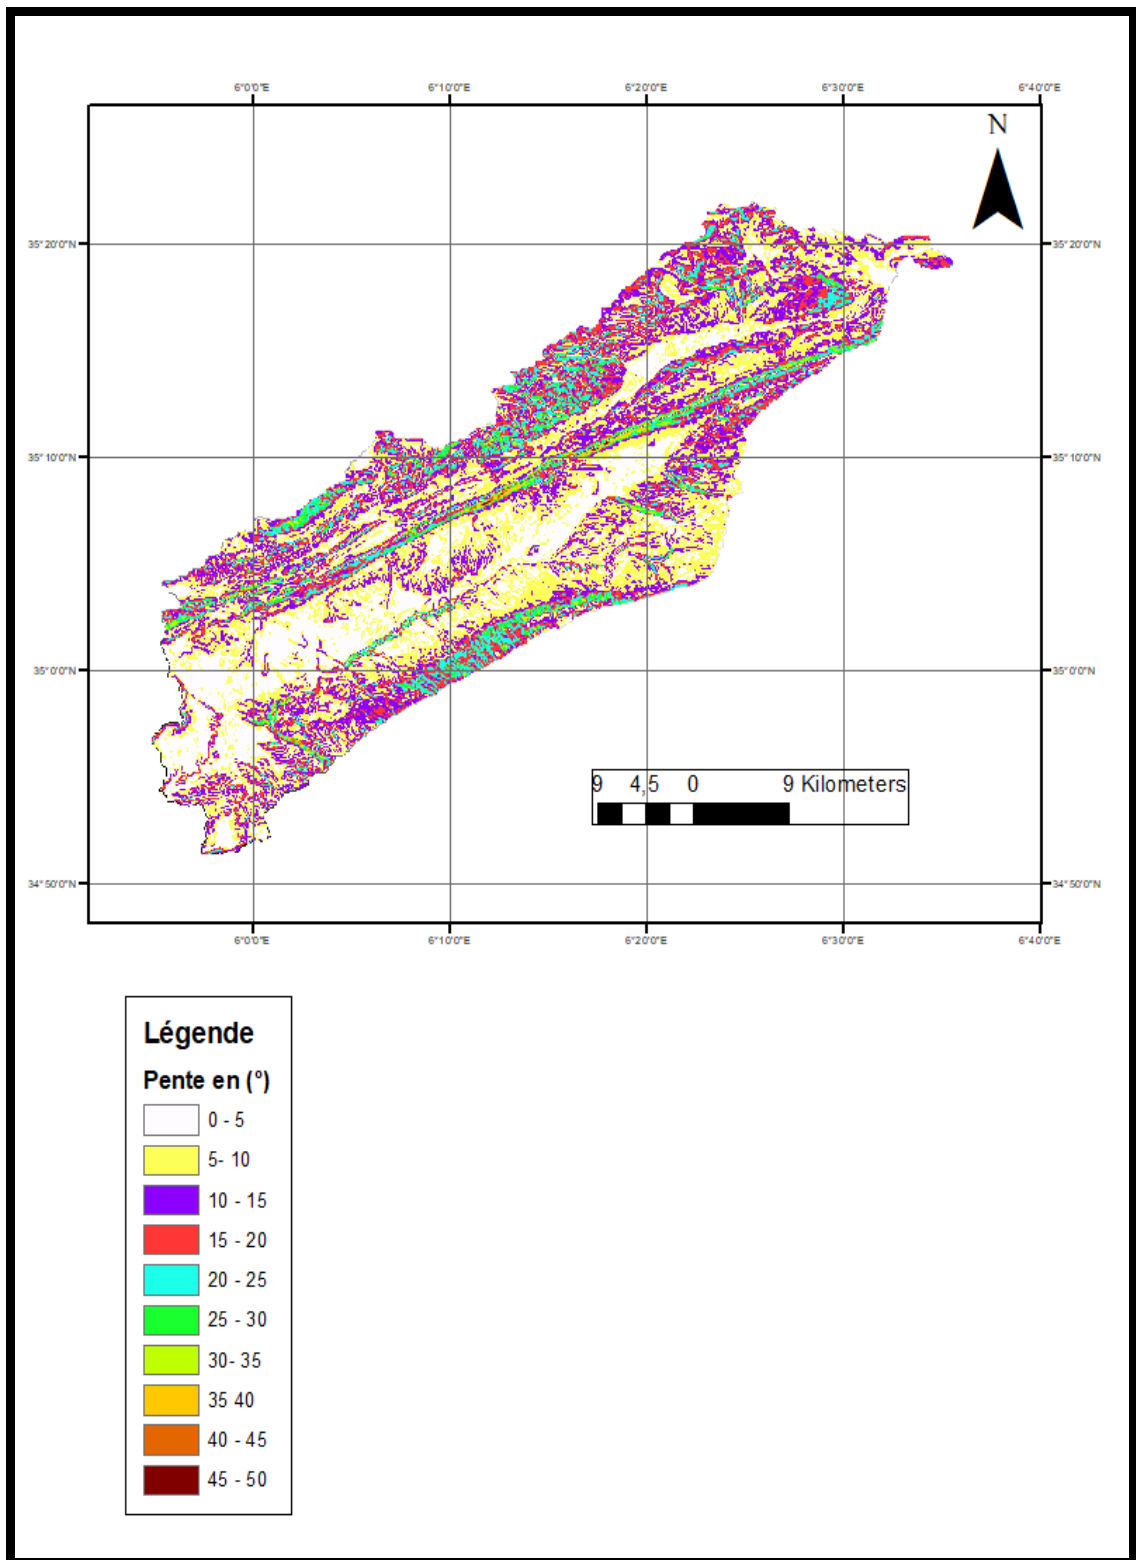 6°0'0"E 6°10'0"E 6°20'0"E 6°30'0"E 6°40'0"E
N
35°20'0"N 35°20'0"N
35°10'0"N 35°10'0"N
35°0'0"N 35°0'0"N
9 4,5 0 9 Kilometers
34°50'0"N 34°50'0"N
6°0'0"E 6°10'0"E 6°20'0"E 6°30'0"E 6°40'0"E
Légende
Pente en (°)
0 - 5
5- 10
10 - 15
15 - 20
20 - 25
25 - 30
30- 35
35 40
40 - 45
45 - 50